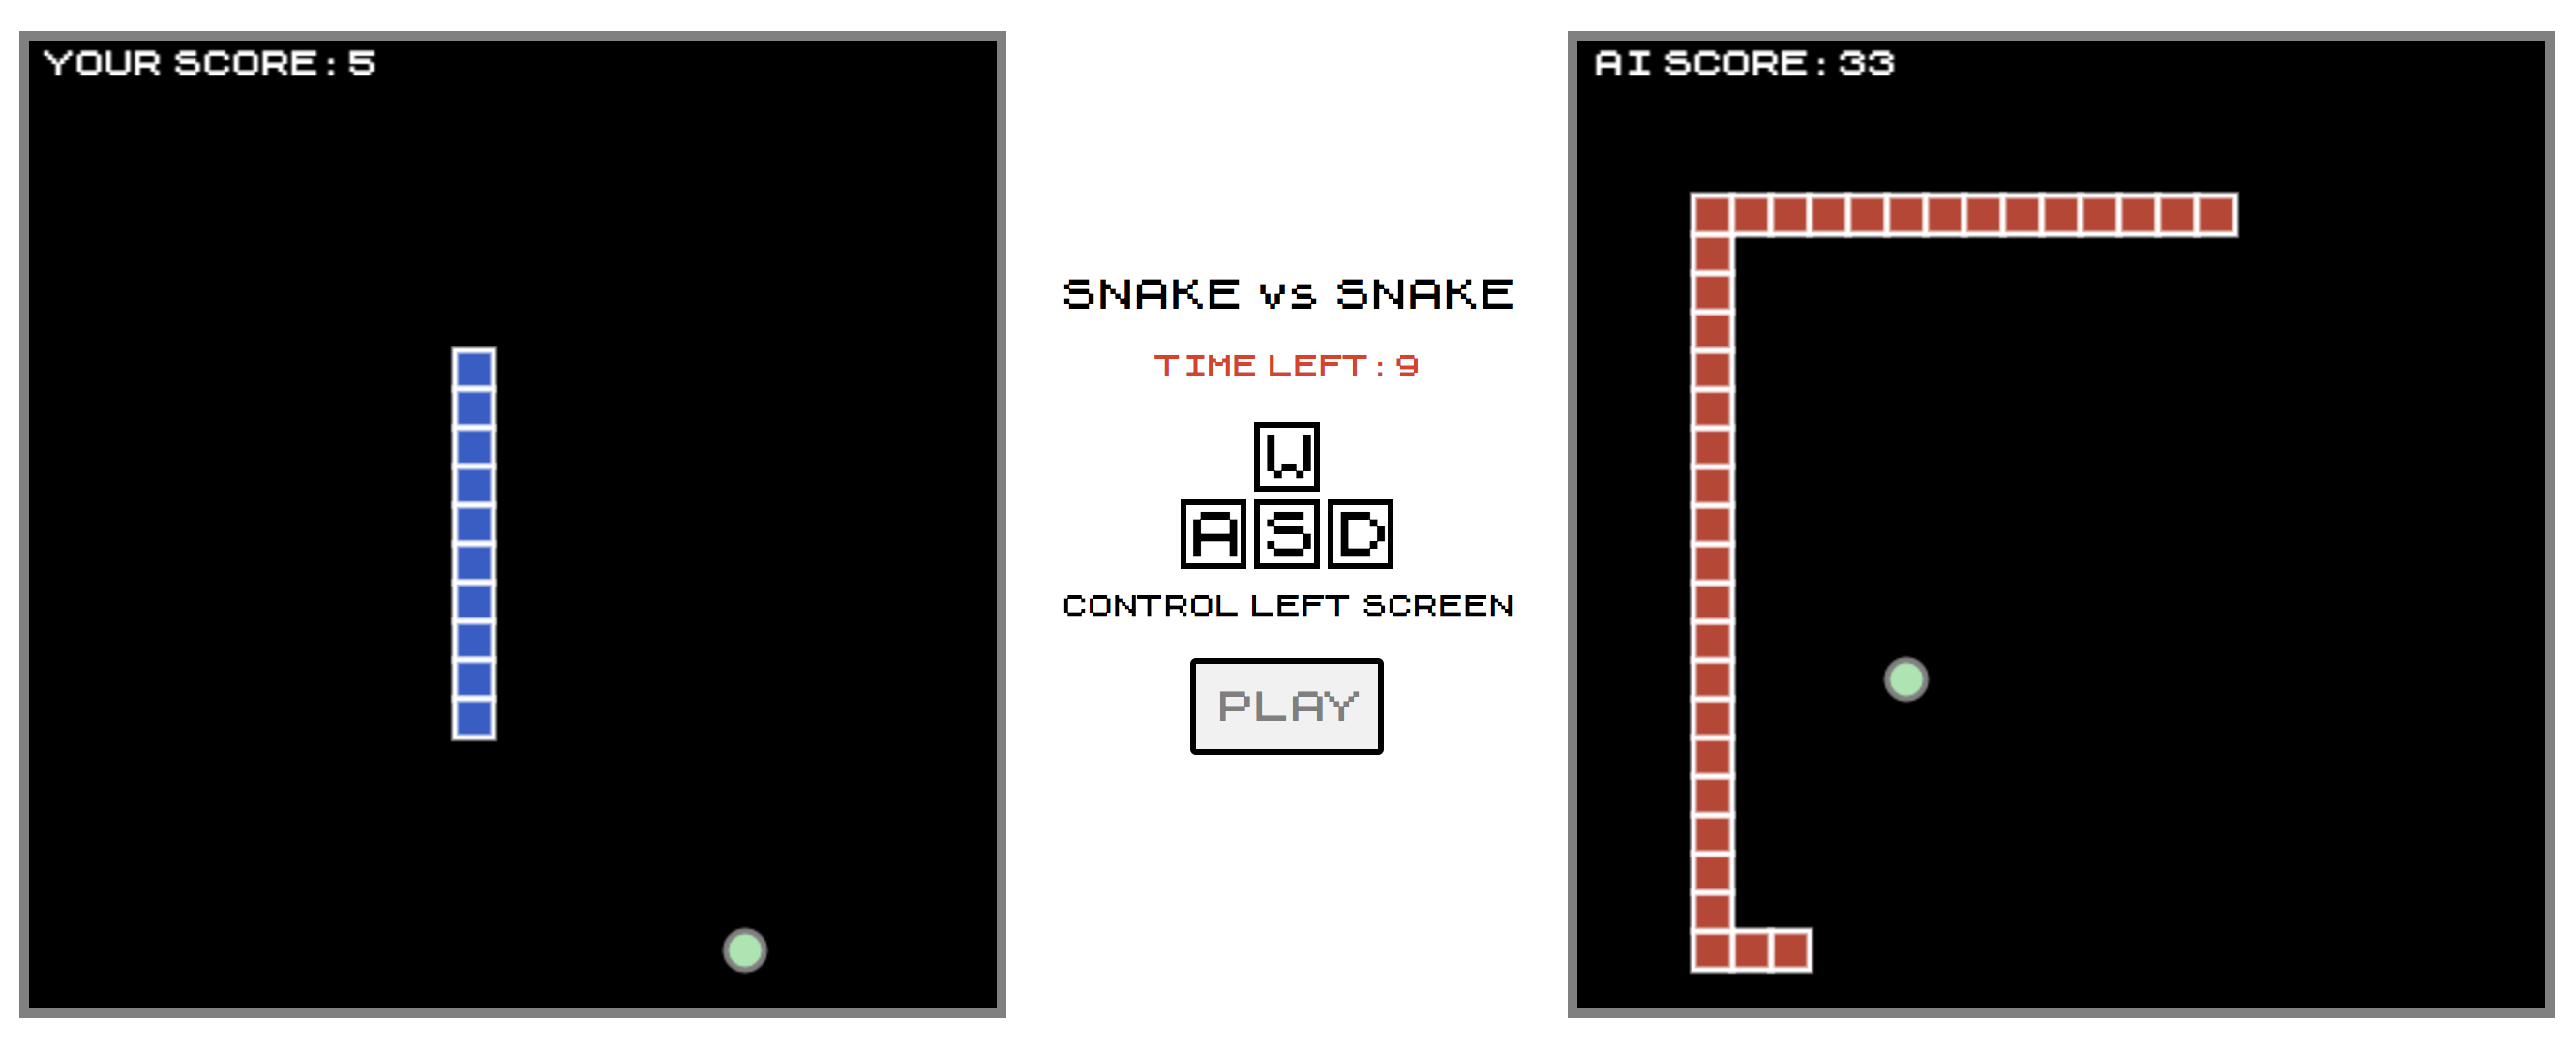 YOUR SCORE: 5
SNAKE vs SNAKE
TIME LEFT: 9
W
A S D
CONTROL LEFT SCREEN
PLAY
AI SCORE: 33